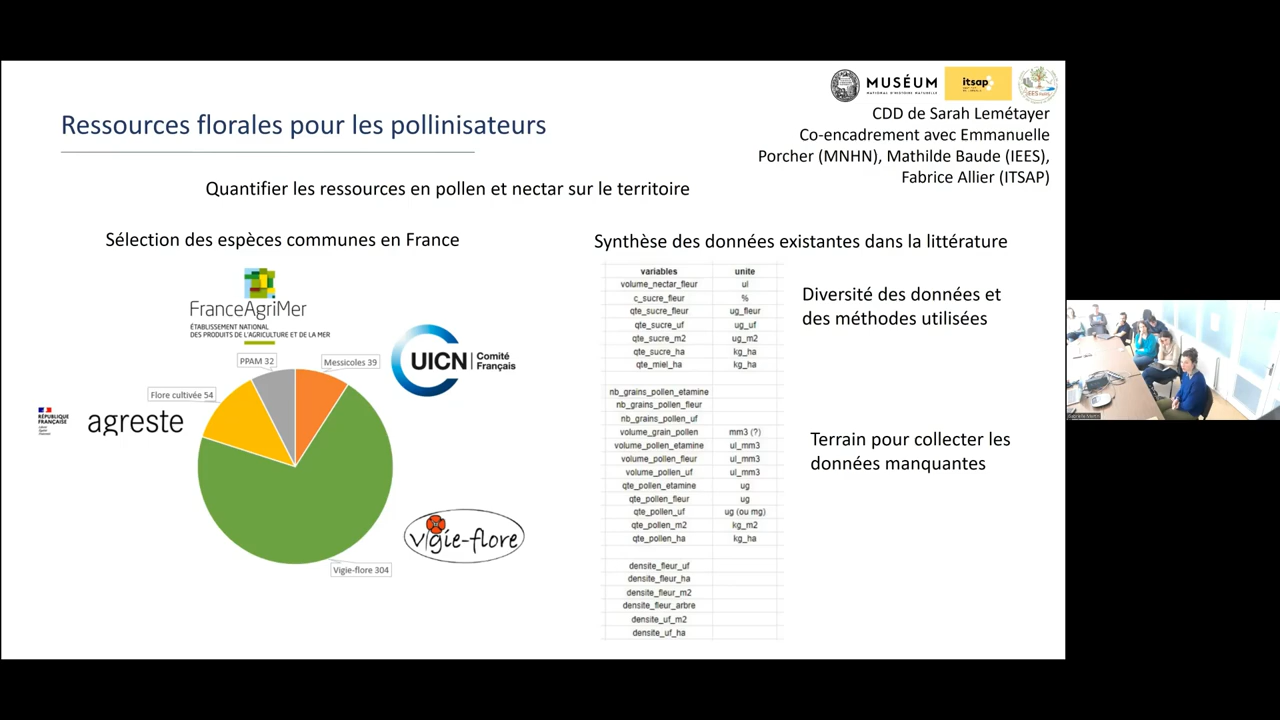 MUSÉUM
NATIONAL D'HISTOIRE NATURELLE
itsap
Ressources florales pour les pollinisateurs
CDD de Sarah Lemétayer
Co-encadrement avec Emmanuelle
Porcher (MNHN), Mathilde Baude (IEES),
Fabrice Allier (ITSAP)
Quantifier les ressources en pollen et nectar sur le territoire
Sélection des espèces communes en France
FranceAgriMer
ÉTABLISSEMENT NATIONAL
DES PRODUITS DE L'AGRICULTURE ET DE LA MER
UICN
Comité
Français
PPAM 32
Messicoles 39
Flore cultivée 54
RÉPUBLIQUE
FRANÇAISE
agreste
vigie-flore
Vigie-flore 304
Synthèse des données existantes dans la littérature
variables unite
volume_nectar_fleur ul
c_sucre_fleur %
qte_sucre_fleur ug_fleur
qte_sucre_uf ug_uf
qte_sucre_m2 ug_m2
qte_sucre_ha kg_ha
qte_miel_ha kg_ha
nb_grains_pollen_etamine
nb_grains_pollen_fleur
nb_grains_pollen_uf
volume_grain_pollen mm3 (?)
volume_pollen_etamine ul_mm3
volume_pollen_fleur ul_mm3
volume_pollen_uf ul_mm3
qte_pollen_etamine ug
qte_pollen_fleur ug
qte_pollen_uf ug (ou mg)
qte_pollen_m2 kg_m2
qte_pollen_ha kg_ha
densite_fleur_uf
densite_fleur_ha
densite_fleur_m2
densite_fleur_arbre
densite_uf_m2
densite_uf_ha
Diversité des données et
des méthodes utilisées
Terrain pour collecter les
données manquantes